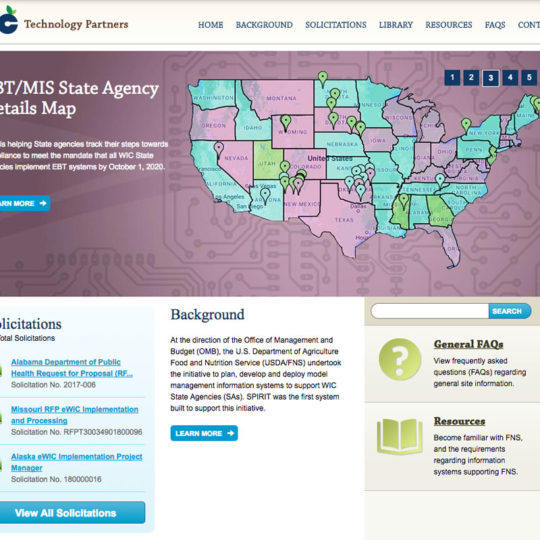 Technology Partners
HOME BACKGROUND SOLICITATIONS LIBRARY RESOURCES FAQS CONT
BT/MIS State Agency
etails Map
is helping State agencies track their steps towards
pliance to meet the mandate that all WIC State
cies implement EBT systems by October 1, 2020.
ARN MORE
1 2 3 4 5
WASHINGTON
MONTANA
OREGON
IDAHO
WYOMING
NEBRASKA
NEVADA
UTAH
COLORADO
United States
CALIFORNIA
Los Angeles
San Diego
ARIZONA
NEW MEXICO
TEXAS
Dallas
TENNESSEE
NORTH
CAROLINA
ALABAMA
GEORGIA
NEW YORK
PENN
olicitations
Total Solicitations
Alabama Department of Public
Health Request for Proposal (RF...
Solicitation No. 2017-006
Missouri RFP eWIC Implementation
and Processing
Solicitation No. RFPT30034901800096
Alaska eWIC Implementation Project
Manager
Solicitation No. 180000016
View All Solicitations
Background
At the direction of the Office of Management and
Budget (OMB), the U.S. Department of Agriculture
Food and Nutrition Service (USDA/FNS) undertook
the initiative to plan, develop and deploy model
management information systems to support WIC
State Agencies (SAs). SPIRIT was the first system
built to support this initiative.
LEARN MORE
SEARCH
General FAQs
View frequently asked
questions (FAQs) regarding
general site information.
Resources
Become familiar with FNS,
and the requirements
regarding information
systems supporting FNS.